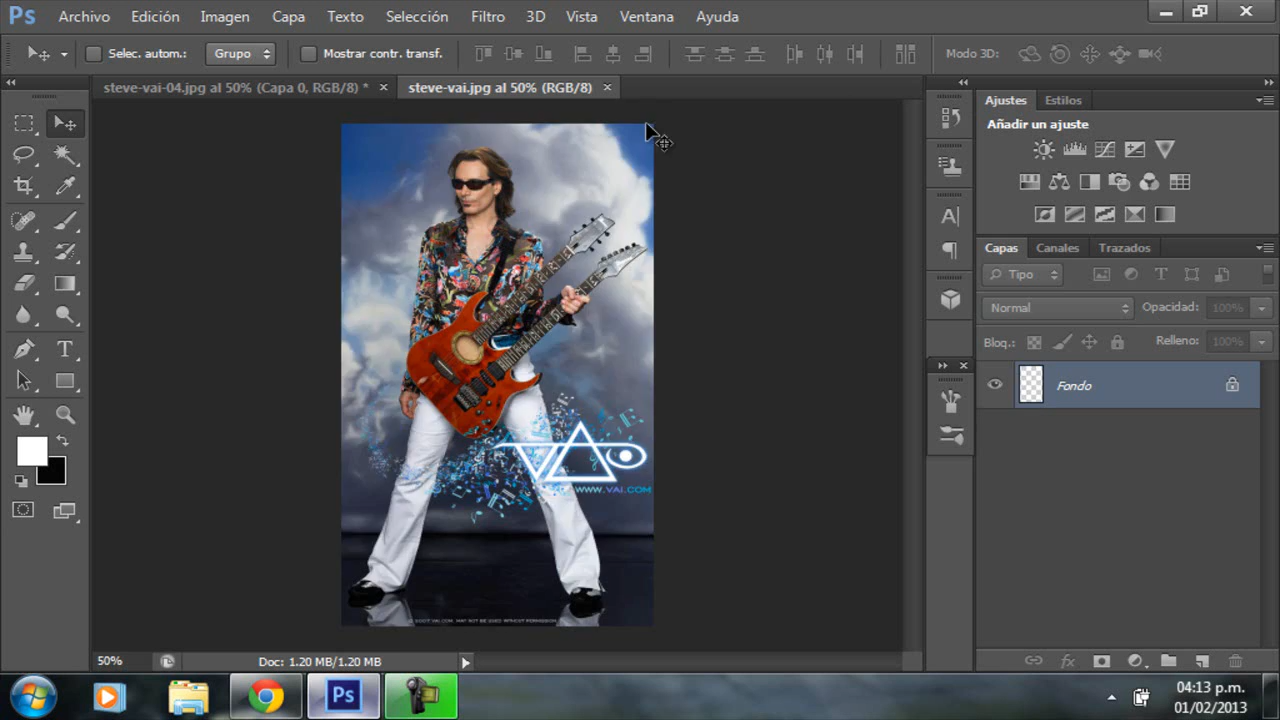 Ps Archivo Edición Imagen Capa Texto Selección Filtro 3D Vista Ventana Ayuda
Selec. autom.: Grupo Mostrar contr. transf. Modo 3D:
steve-vai-04.jpg al 50% (Capa 0, RGB/8) * × steve-vai.jpg al 50% (RGB/8) ×
Ajustes Estilos
Añadir un ajuste
Capas Canales Trazados
Tipo
Normal Opacidad: 100%
Bloq.: Relleno: 100%
Fondo
VAI
WWW.VAI.COM
50% Doc: 1.20 MB/1.20 MB
Ps
04:13 p.m.
01/02/2013